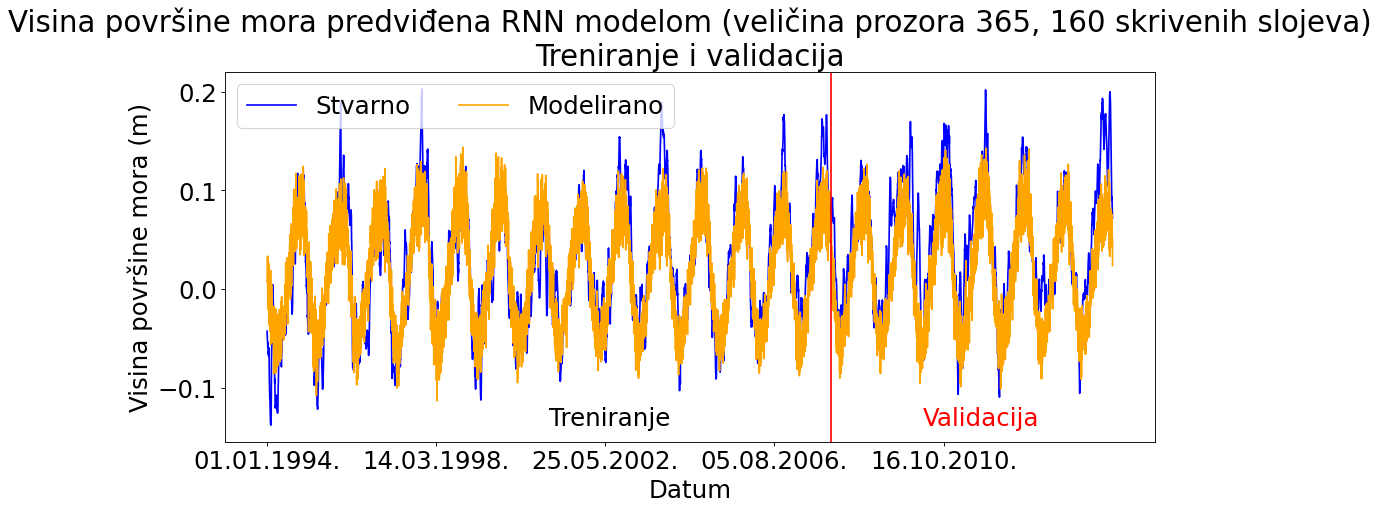 Visina površine mora predviđena RNN modelom (veličina prozora 365, 160 skrivenih slojeva)
Treniranje i validacija
Stvarno
Modelirano
Visina površine mora (m)
0.2
0.1
0.0
−0.1
Treniranje
Validacija
01.01.1994.
14.03.1998.
25.05.2002.
05.08.2006.
16.10.2010.
Datum